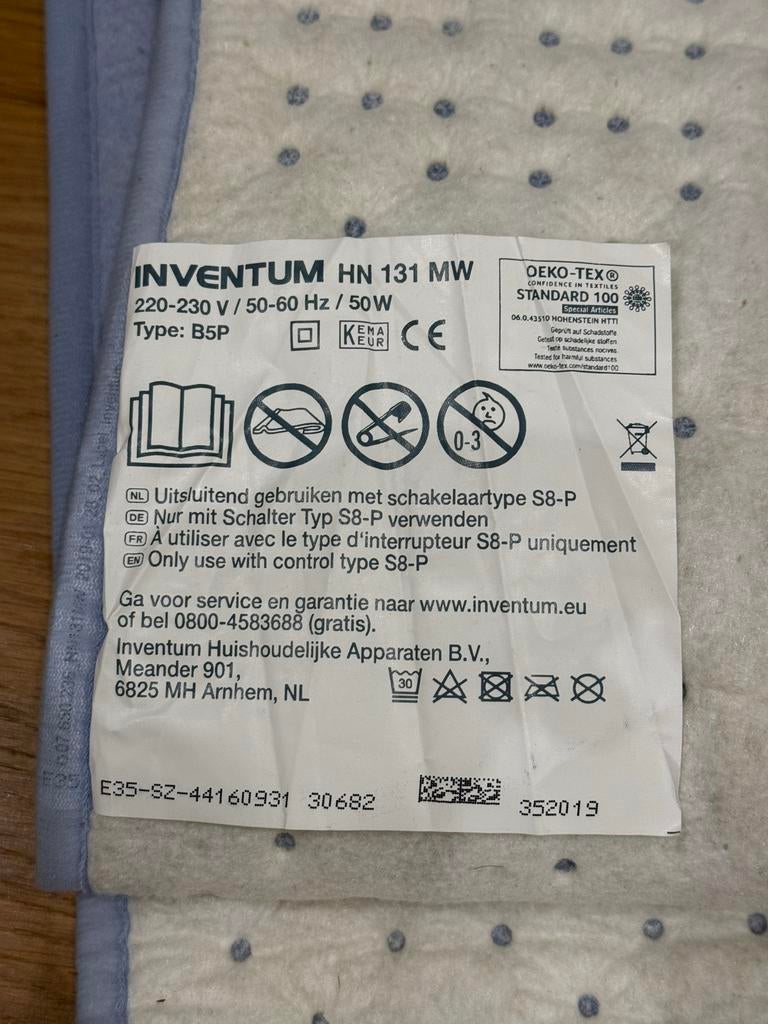 INVENTUM HN 131 MW
220-230 V / 50-60 Hz / 50W
Type: B5P
KEMA
KEUR
CE
OEKO-TEX®
CONFIDENCE IN TEXTILES
STANDARD 100
Special Articles
06.0.43510 HOHENSTEIN HTTI
Geprüft auf Schadstoffe
Getest op schadelijke stoffen
Testé substances nocives
Tested for harmful substances
www.oeko-tex.com/standard100
0-3
NL Uitsluitend gebruiken met schakelaartype S8-P
DE Nur mit Schalter Typ S8-P verwenden
FR À utiliser avec le type d'interrupteur S8-P uniquement
EN Only use with control type S8-P
Ga voor service en garantie naar www.inventum.eu
of bel 0800-4583688 (gratis).
Inventum Huishoudelijke Apparaten B.V.,
Meander 901,
6825 MH Arnhem, NL
30
E35-SZ-44160931 30682
352019